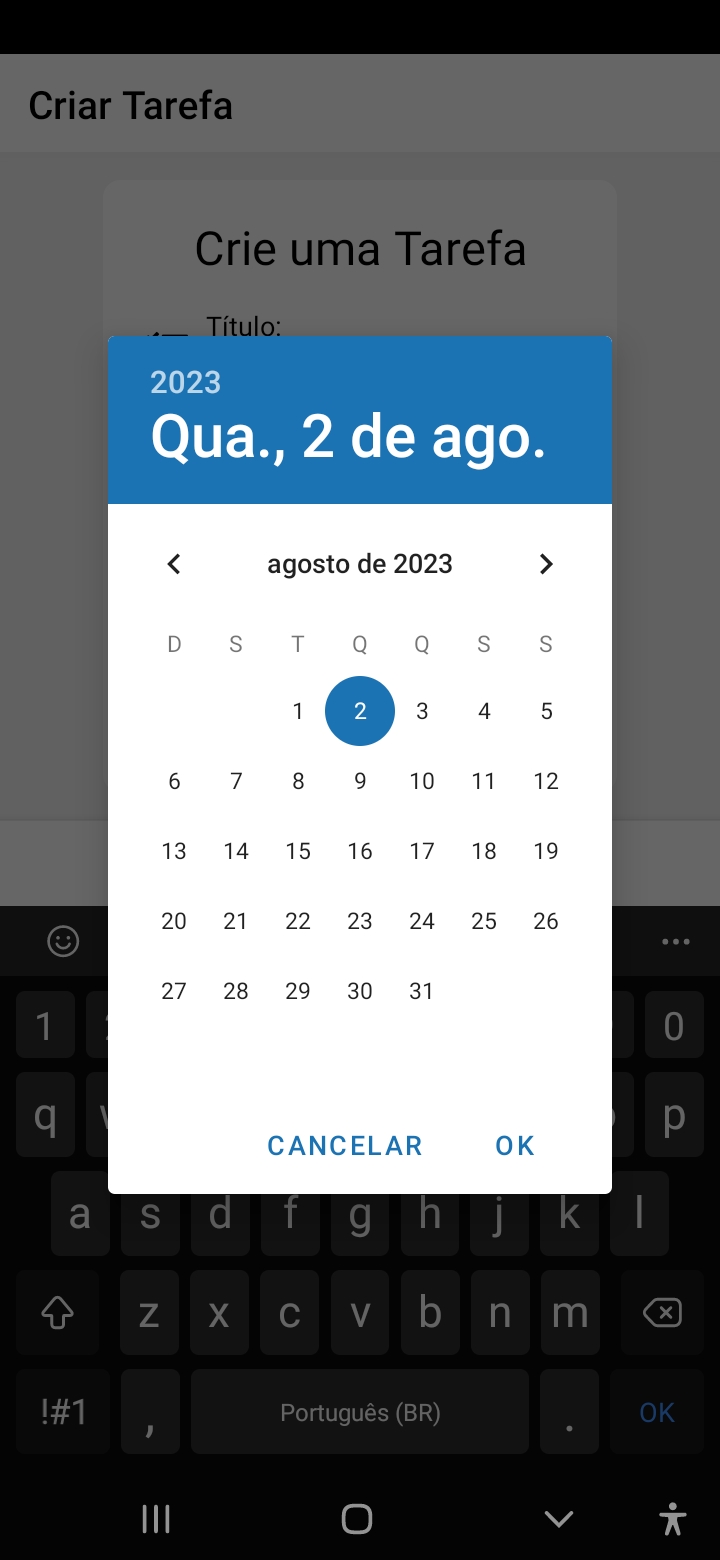 Criar Tarefa
Crie uma Tarefa
Título:
2023
Qua., 2 de ago.
agosto de 2023
D S T Q Q S S
1 2 3 4 5
6 7 8 9 10 11 12
13 14 15 16 17 18 19
20 21 22 23 24 25 26
27 28 29 30 31
CANCELAR OK
1 0
q p
a s d f g h j k l
z x c v b n m
!#1 , Português (BR) . OK